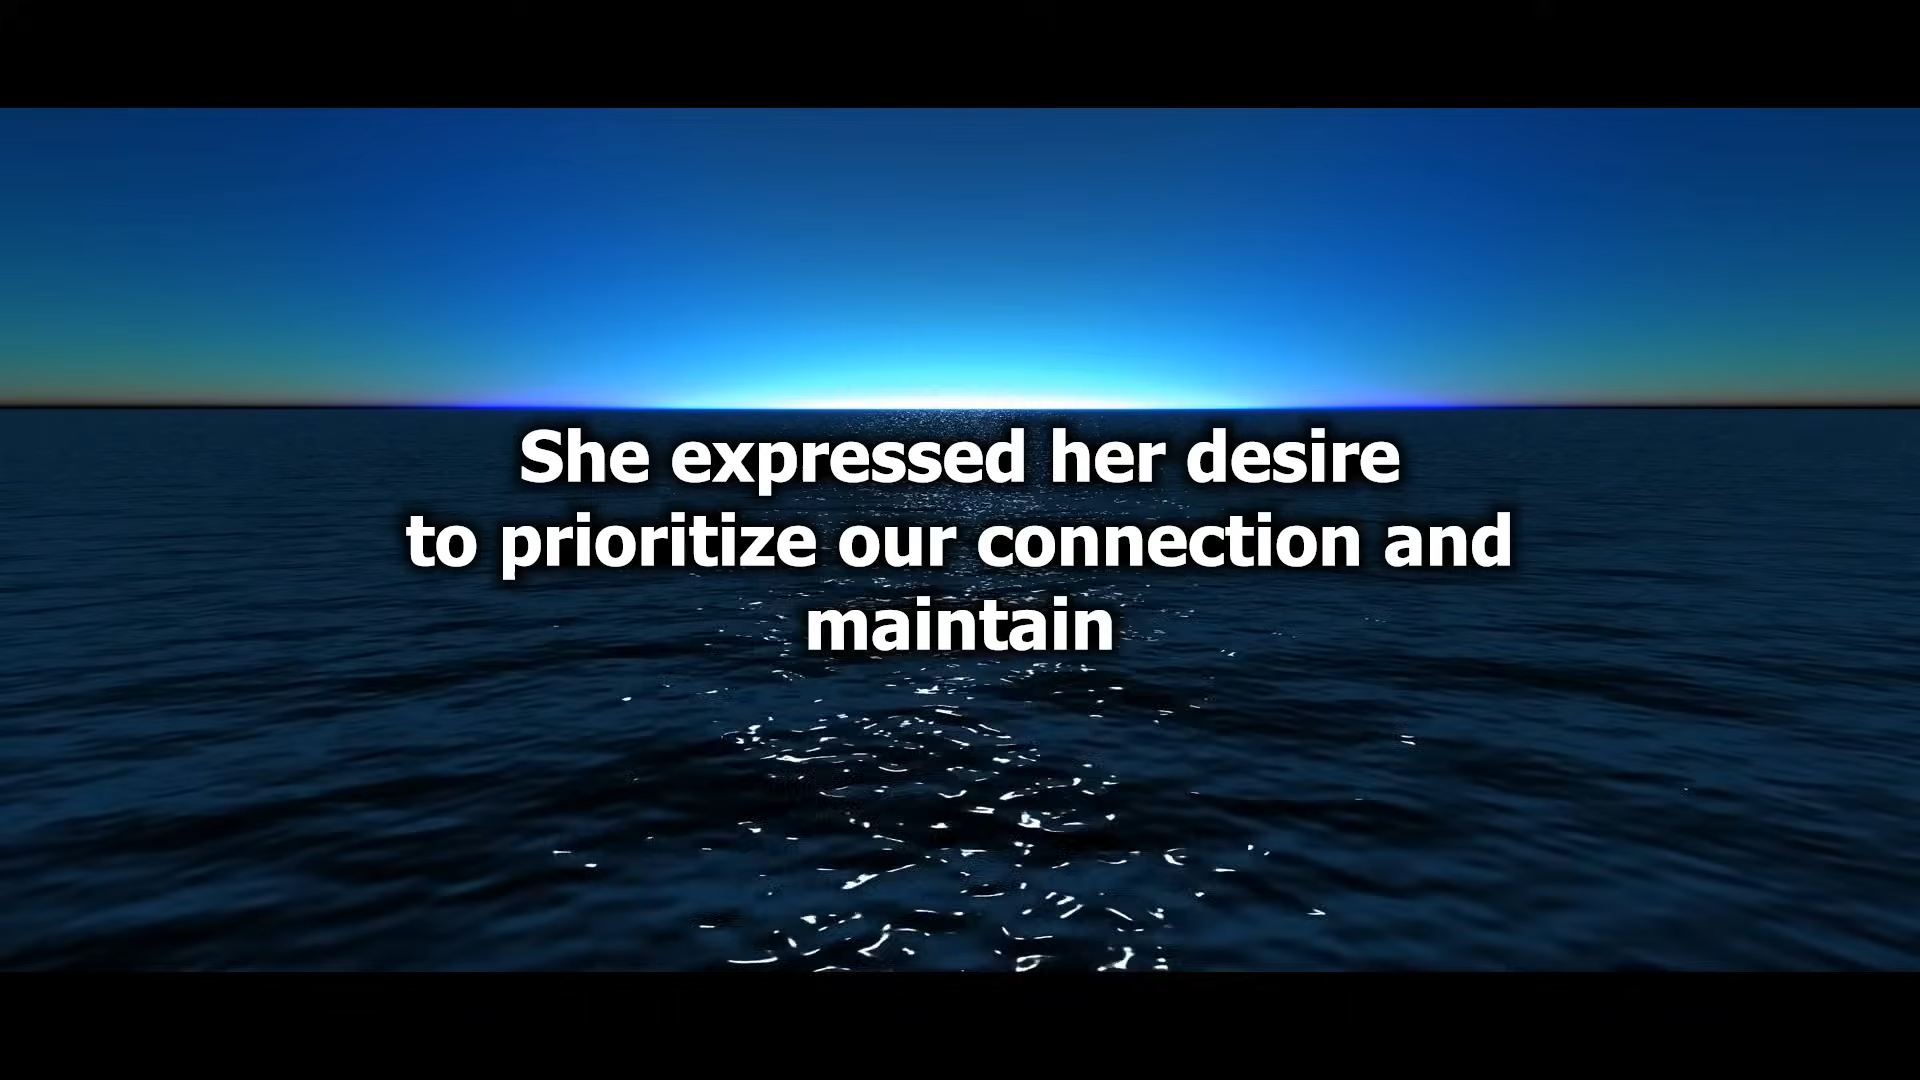 She expressed her desire
to prioritize our connection and
maintain